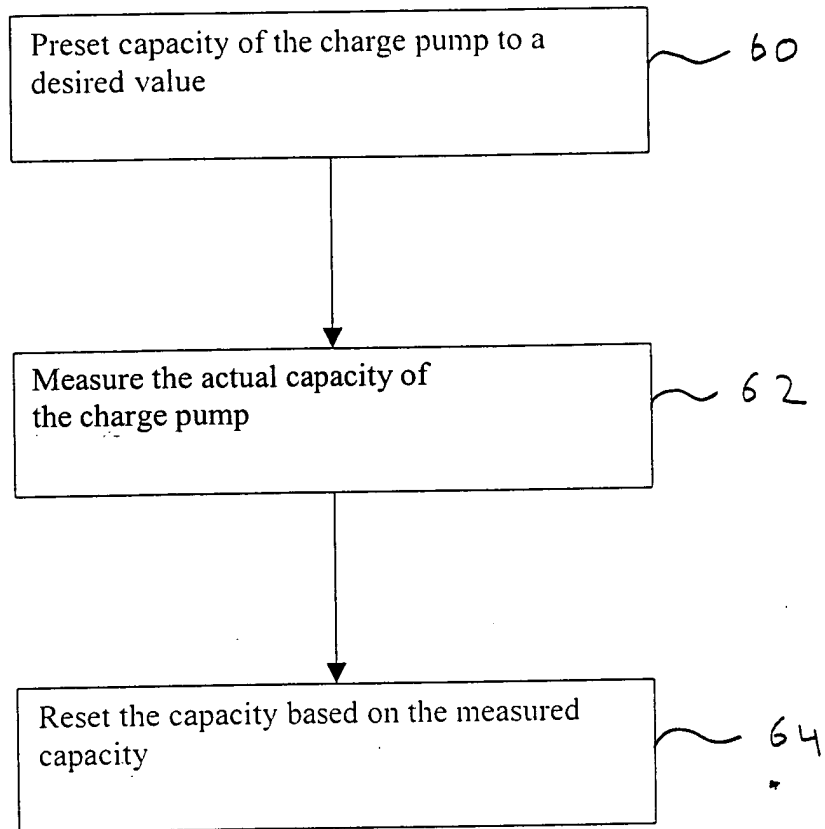 Preset capacity of the charge pump to a
desired value
60
Measure the actual capacity of
the charge pump
62
Reset the capacity based on the measured
capacity
64